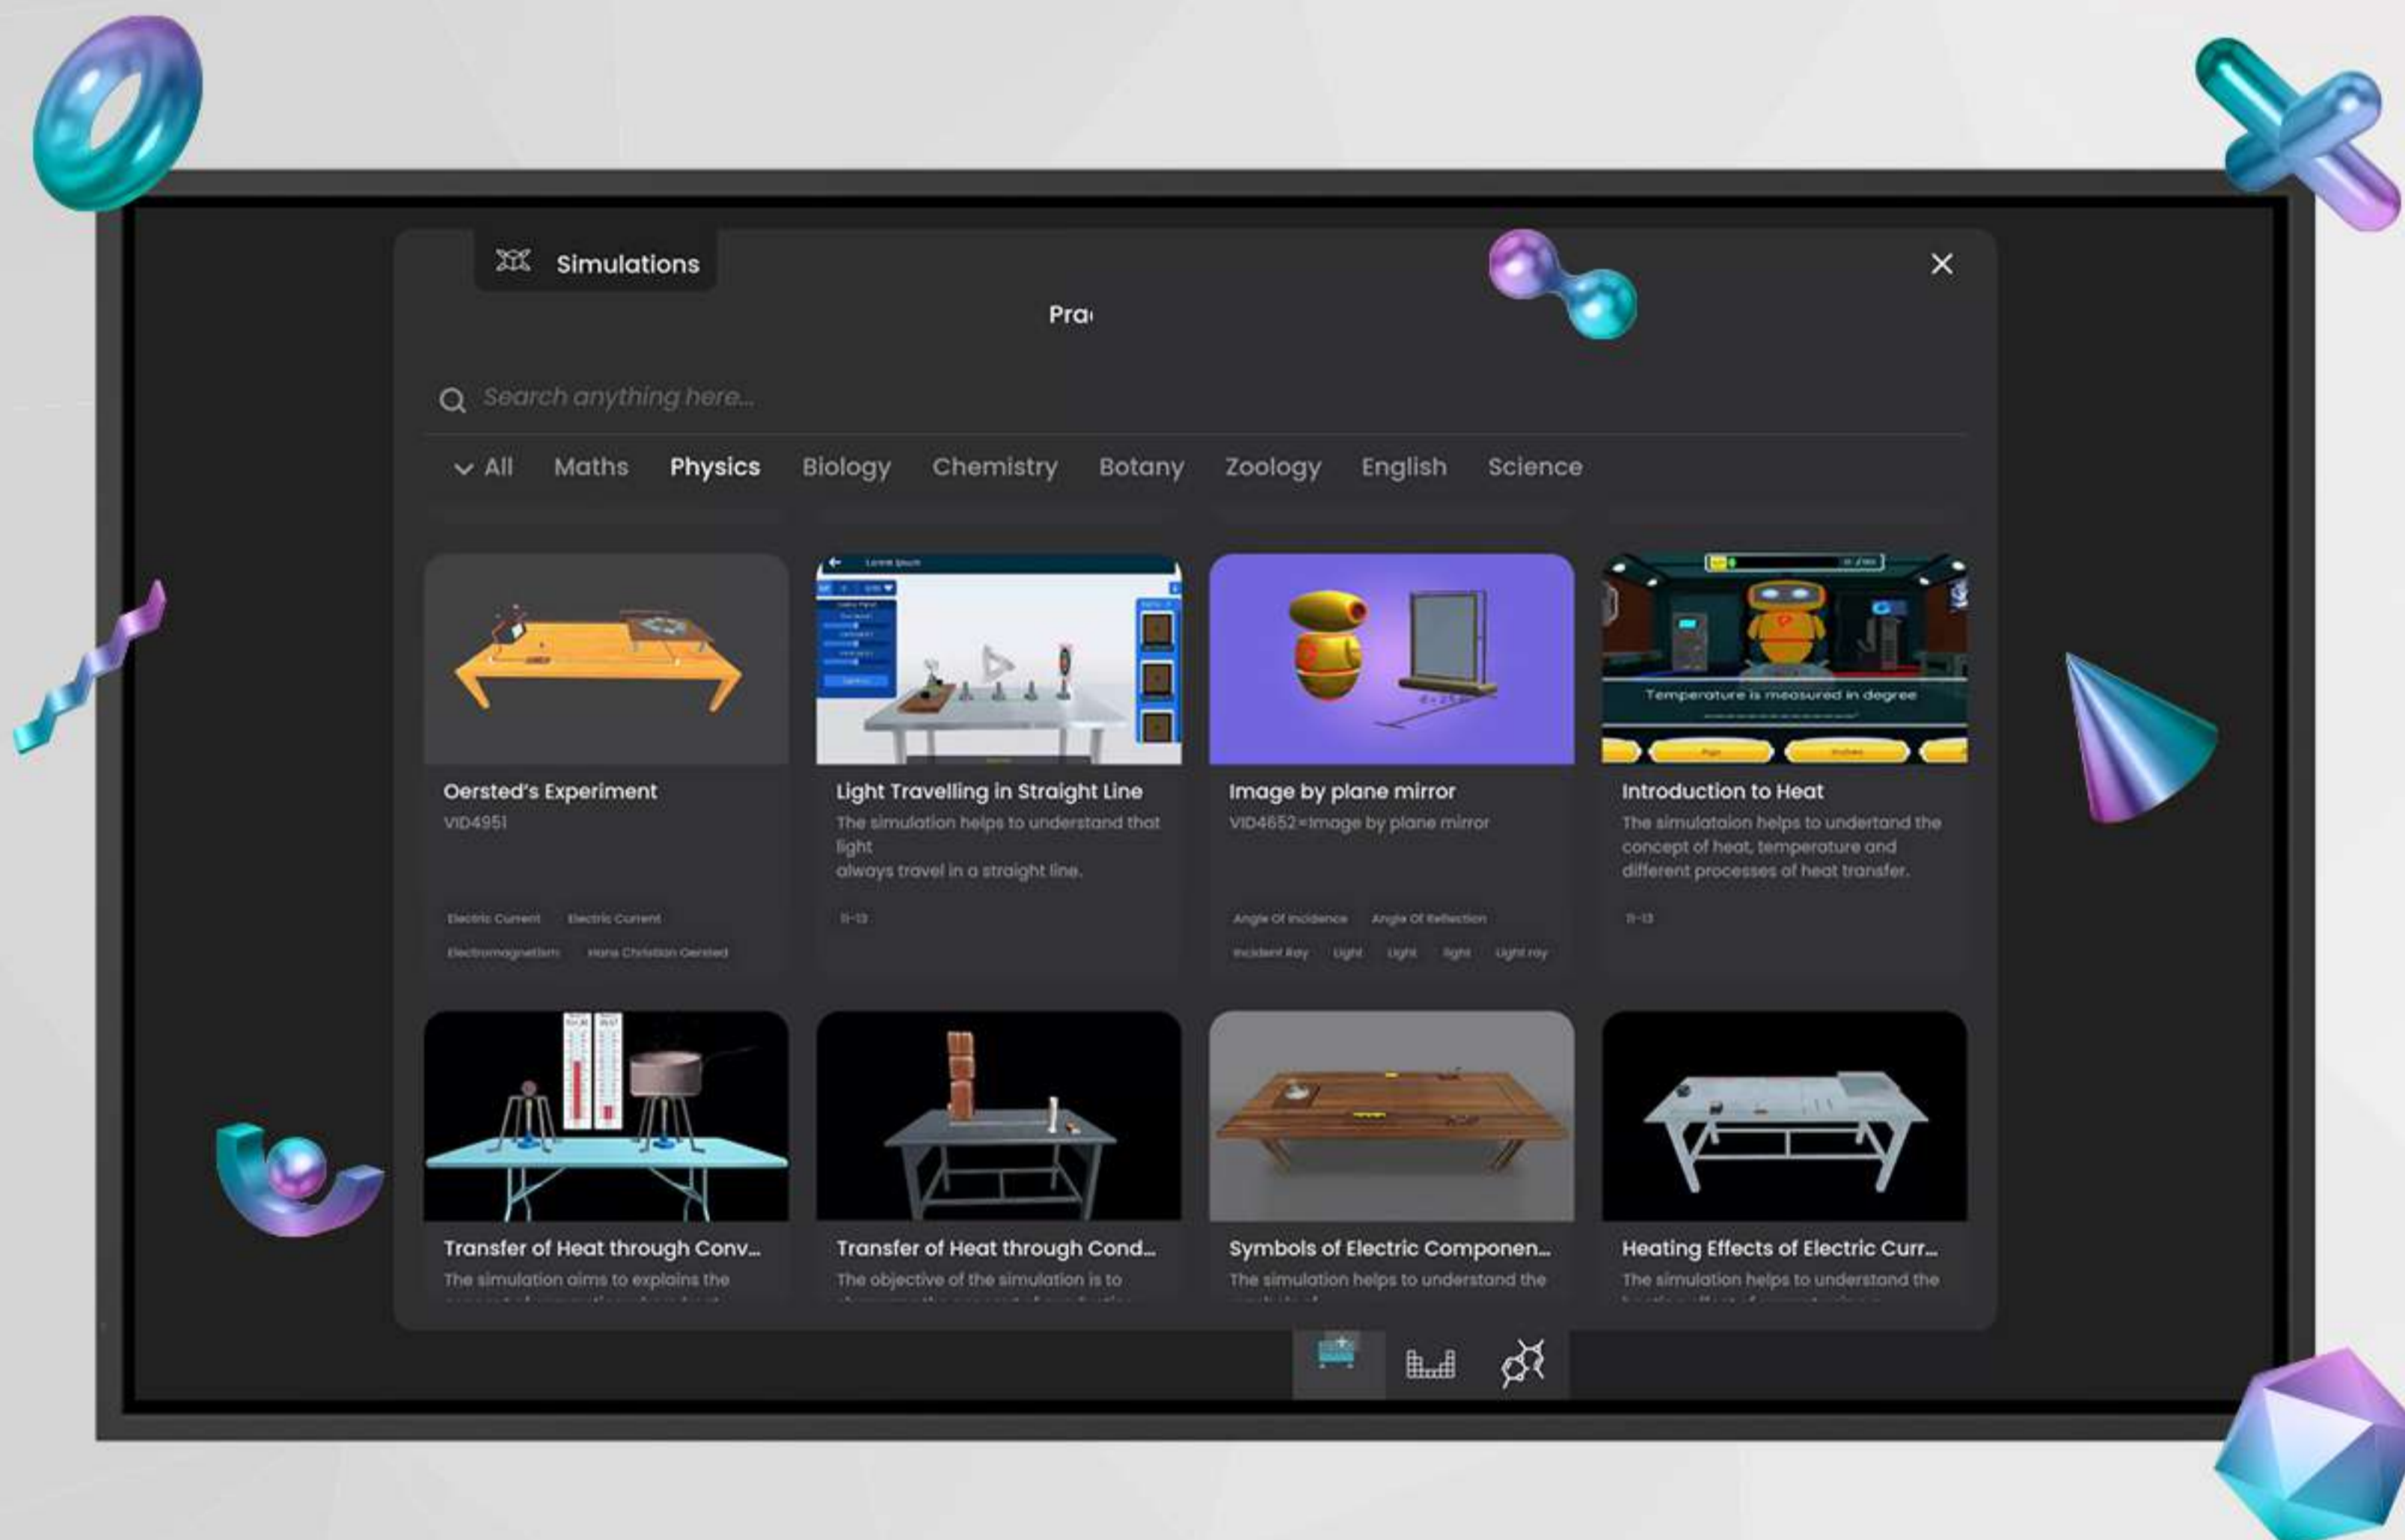 Simulations
Pra
Search anything here...
All Maths Physics Biology Chemistry Botany Zoology English Science
Lorem Ipsum
Temperature is measured in degree
Oersted's Experiment
VID4951
Electric Current Electric Current
Electromagnetism Hans Christian Oersted
Light Travelling in Straight Line
The simulation helps to understand that
light
always travel in a straight line.
11-13
Image by plane mirror
VID4652=Image by plane mirror
Angle Of Incidence Angle Of Reflection
Incident Ray Light Light light Light ray
Introduction to Heat
The simulataion helps to undertand the
concept of heat, temperature and
different processes of heat transfer.
11-13
Transfer of Heat through Conv...
The simulation aims to explains the
Transfer of Heat through Cond...
The objective of the simulation is to
Symbols of Electric Componen...
The simulation helps to understand the
Heating Effects of Electric Curr...
The simulation helps to understand the